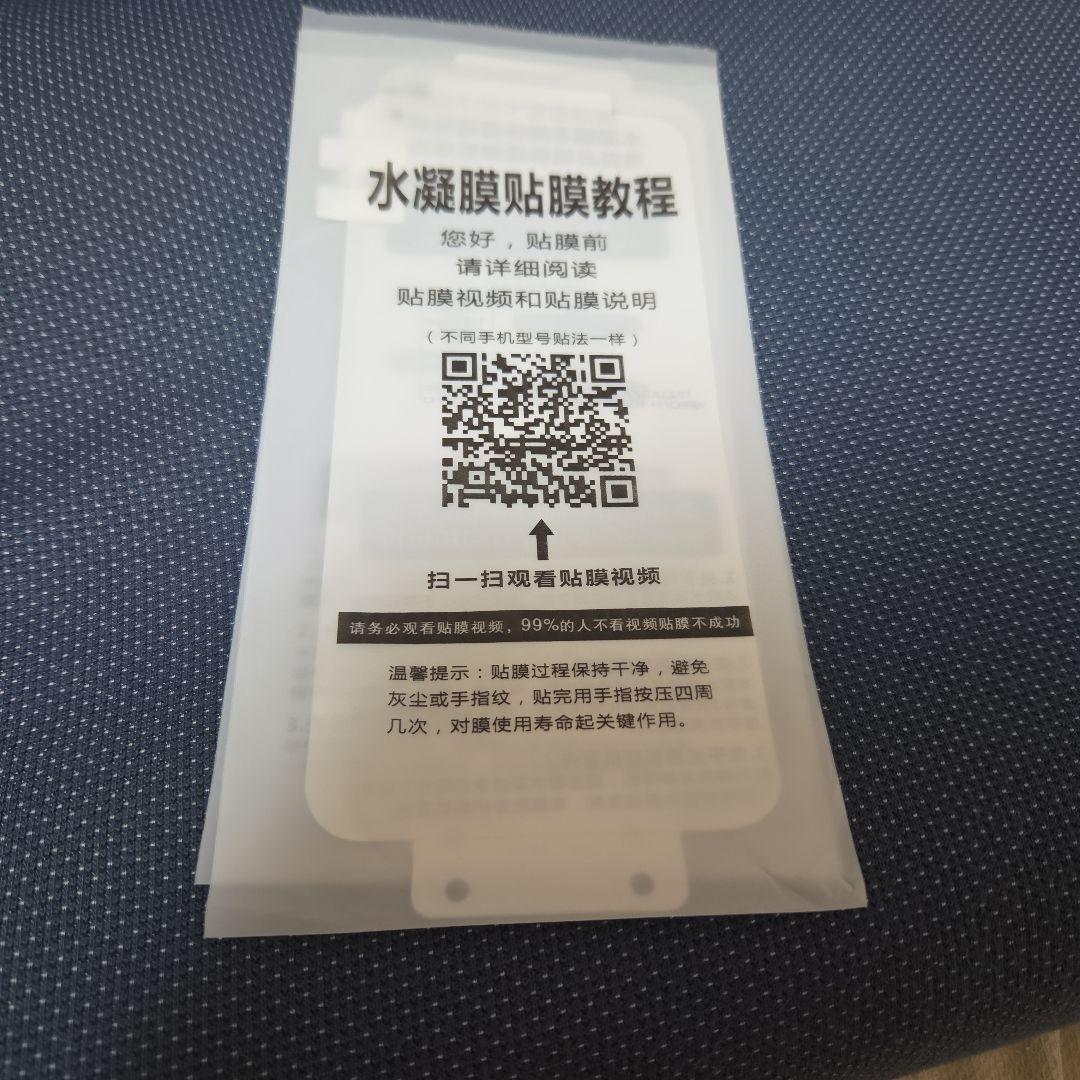 水凝膜贴膜教程
您好，贴膜前
请详细阅读
贴膜视频和贴膜说明
（不同手机型号贴法一样）
扫一扫观看贴膜视频
请务必观看贴膜视频，99%的人不看视频贴膜不成功
温馨提示：贴膜过程保持干净，避免
灰尘或手指纹，贴完用手指按压四周
几次，对膜使用寿命起关键作用。